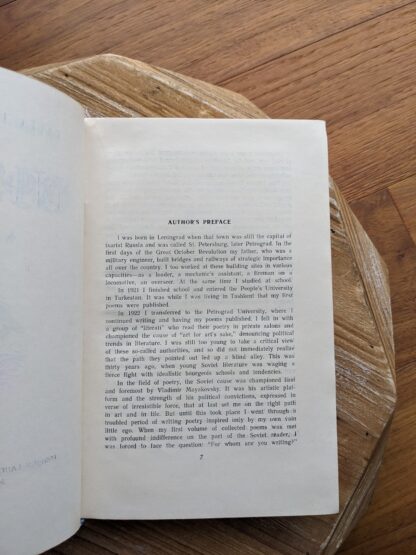 AUTHOR'S PREFACE
I was born in Leningrad when that town was still the capital of
tsarist Russia and was called St. Petersburg, later Petrograd. In the
first days of the Great October Revolution my father, who was a
military engineer, built bridges and railways of strategic importance
all over the country. I too worked at these building sites in various
capacities—as a loader, a mechanic's assistant, a fireman on a
locomotive, an overseer. At the same time I studied at school.
In 1921 I finished school and entered the People's University
in Turkestan. It was while I was living in Tashkent that my first
poems were published.
In 1922 I transferred to the Petrograd University, where I
continued writing and having my poems published. I fell in with
a group of "literati" who read their poetry in private salons and
championed the cause of "art for art's sake," denouncing political
trends in literature. I was still too young to take a critical view
of these so-called authorities, and so did not immediately realize
that the path they pointed out led up a blind alley. This was
thirty years ago, when young Soviet literature was waging a
fierce fight with idealistic bourgeois schools and tendencies.
In the field of poetry, the Soviet cause was championed first
and foremost by Vladimir Mayakovsky. It was his artistic plat-
form and the strength of his political convictions, expressed in
verse of irresistible force, that at last set me on the right path
in art and in life. But until this took place I went through a
troubled period of writing poetry inspired only by my own vain
little ego. When my first volume of collected poems was met
with profound indifference on the part of the Soviet reader, I
was forced to face the question: "For whom are you writing?"
7